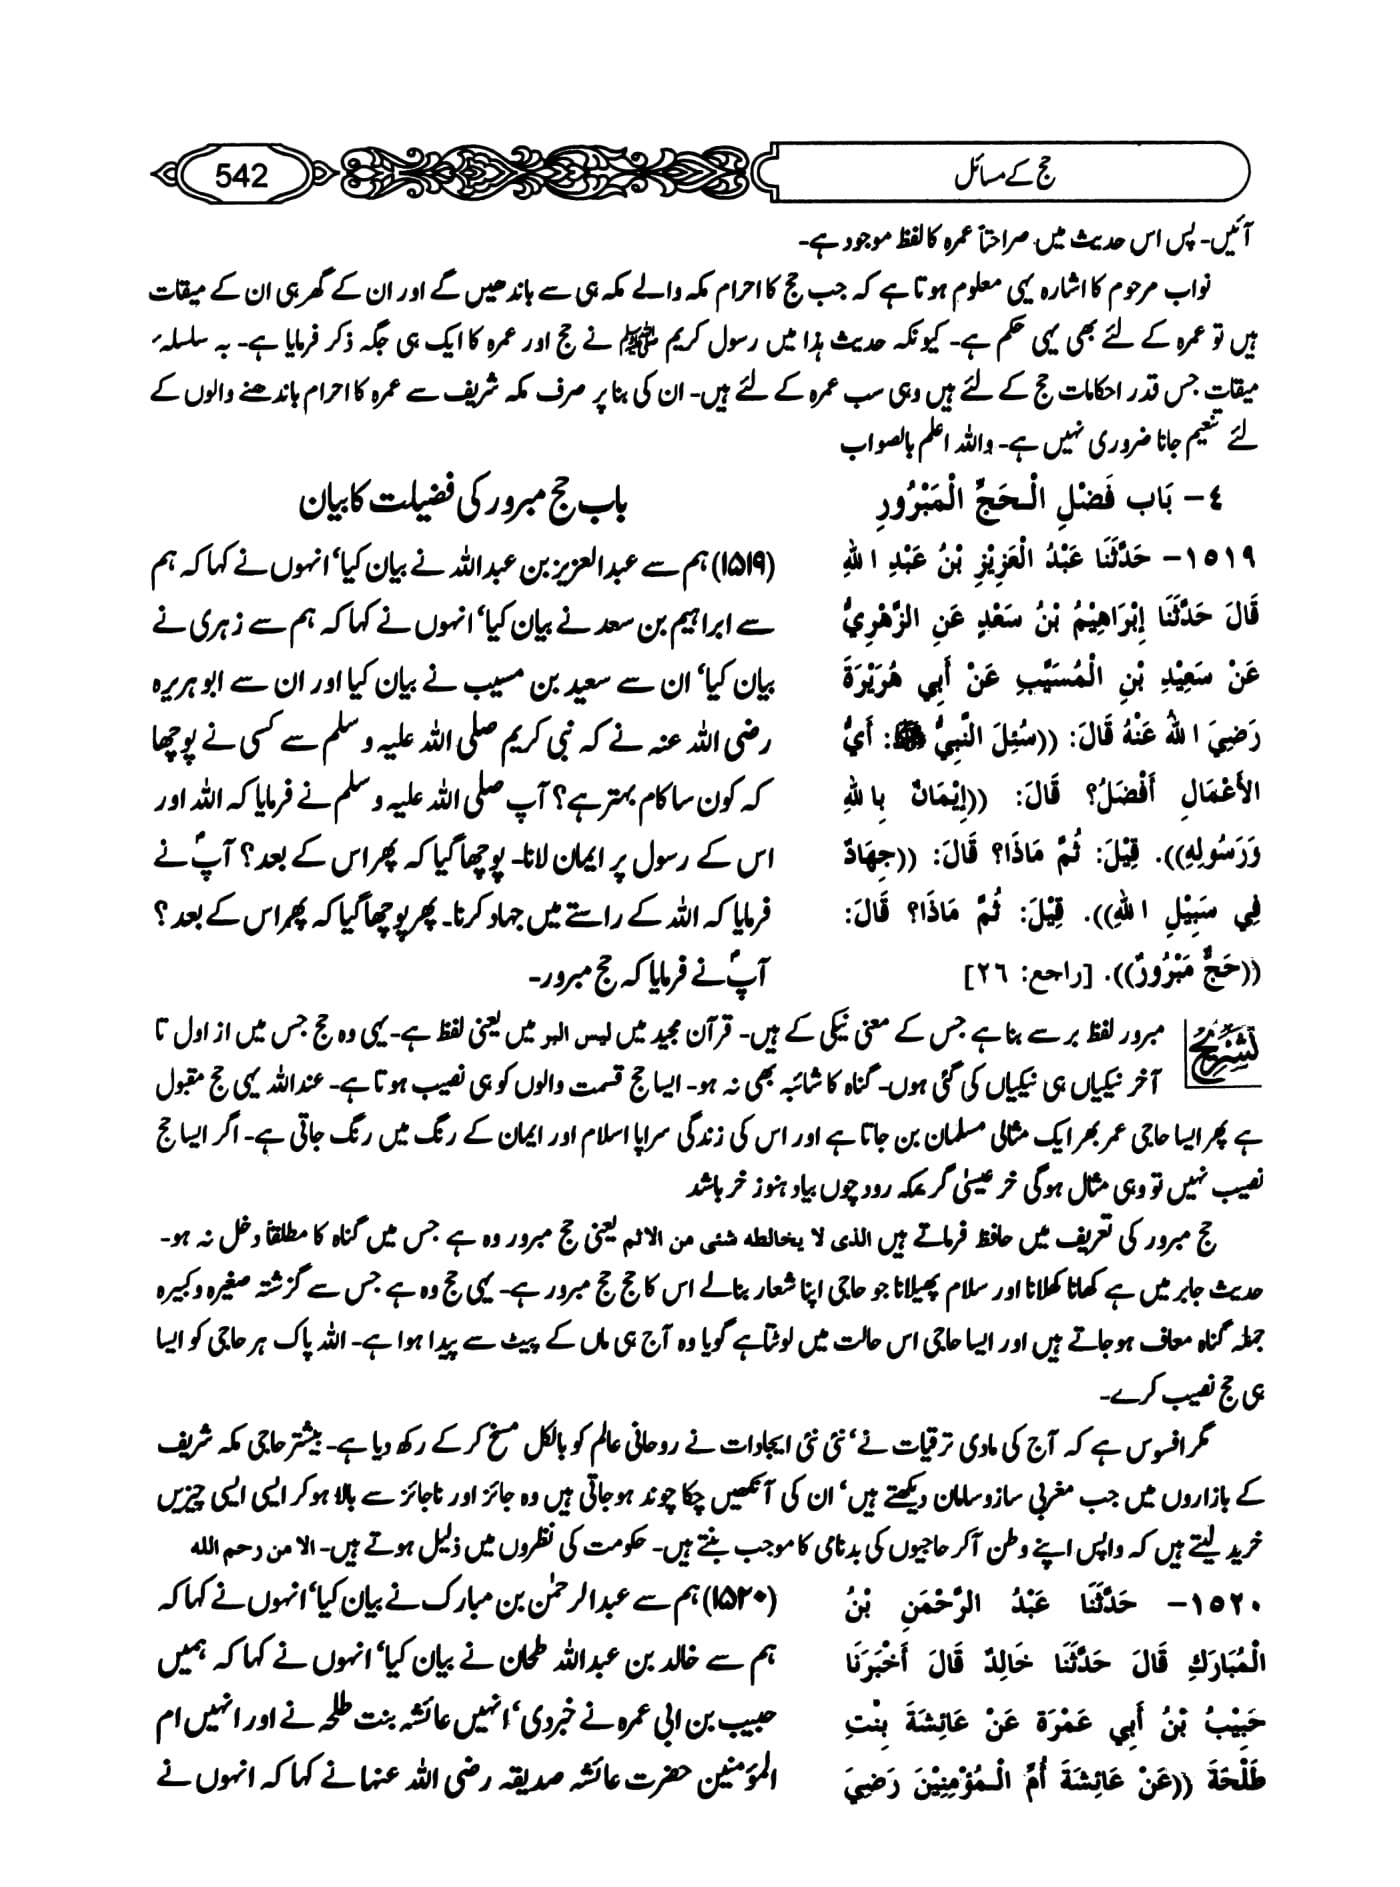 حج کے مسائل
542
آئیں۔ پس اس حدیث میں صراحتاً عمرہ کا لفظ موجود ہے۔
نواب مرحوم کا اشارہ یہی معلوم ہوتا ہے کہ جب حج کا احرام مکہ والے مکہ ہی سے باندھیں گے اور ان کے گھر ہی ان کے میقات
ہیں تو عمرہ کے لئے بھی یہی حکم ہے۔ کیونکہ حدیث ہذا میں رسول کریم ﷺ نے حج اور عمرہ کا ایک ہی جگہ ذکر فرمایا ہے۔ بہ سلسلہ
میقات جس قدر احکامات حج کے لئے ہیں وہی سب عمرہ کے لئے ہیں۔ ان کی بنا پر صرف مکہ شریف سے عمرہ کا احرام باندھنے والوں کے
لئے تنعیم جانا ضروری نہیں ہے۔ واللہ اعلم بالصواب
٤- بَاب فَضْلِ الْحَجِّ الْمَبْرُورِ
١٥١٩- حَدَّثَنَا عَبْدُ الْعَزِيْزِ بْنُ عَبْدِ اللهِ
قَالَ حَدَّثَنَا إِبْرَاهِيْمُ بْنُ سَعْدٍ عَنِ الزُّهْرِيِّ
عَنْ سَعِيْدِ بْنِ الْمُسَيَّبِ عَنْ أَبِي هُرَيْرَةَ
رَضِيَ اللهُ عَنْهُ قَالَ: ((سُئِلَ النَّبِيُّ ﷺ: أَيُّ
الأَعْمَالِ أَفْضَلُ؟ قَالَ: ((إِيْمَانٌ بِاللهِ
وَرَسُولِهِ)). قِيْلَ: ثُمَّ مَاذَا؟ قَالَ: ((جِهَادٌ
فِي سَبِيْلِ اللهِ)). قِيْلَ: ثُمَّ مَاذَا؟ قَالَ:
((حَجٌّ مَبْرُورٌ)). [راجع: ٢٦]
باب حج مبرور کی فضیلت کا بیان
(۱۵۱۹) ہم سے عبدالعزیز بن عبداللہ نے بیان کیا‘ انہوں نے کہا کہ ہم
سے ابراہیم بن سعد نے بیان کیا‘ انہوں نے کہا کہ ہم سے زہری نے
بیان کیا‘ ان سے سعید بن مسیب نے بیان کیا اور ان سے ابو ہریرہ
رضی اللہ عنہ نے کہ نبی کریم صلی اللہ علیہ و سلم سے کسی نے پوچھا
کہ کون سا کام بہتر ہے؟ آپ صلی اللہ علیہ و سلم نے فرمایا کہ اللہ اور
اس کے رسول پر ایمان لانا۔ پوچھا گیا کہ پھر اس کے بعد؟ آپؐ نے
فرمایا کہ اللہ کے راستے میں جہاد کرنا۔ پھر پوچھا گیا کہ پھر اس کے بعد؟
آپؐ نے فرمایا کہ حج مبرور۔
تشریح
مبرور لفظ بر سے بنا ہے جس کے معنی نیکی کے ہیں۔ قرآن مجید میں لیس البر میں یعنی لفظ ہے۔ یہی وہ حج جس میں از اول تا
آخر نیکیاں ہی نیکیاں کی گئی ہوں۔ گناہ کا شائبہ بھی نہ ہو۔ ایسا حج قسمت والوں کو ہی نصیب ہوتا ہے۔ عنداللہ یہی حج مقبول
ہے پھر ایسا حاجی عمر بھر ایک مثالی مسلمان بن جاتا ہے اور اس کی زندگی سراپا اسلام اور ایمان کے رنگ میں رنگ جاتی ہے۔ اگر ایسا حج
نصیب نہیں تو وہی مثال ہوگی خر عیسیٰ گر بمکہ رود چوں بیاد ہنوز خر باشد
حج مبرور کی تعریف میں حافظ فرماتے ہیں الذی لا یخالطہ شئی من الاثم یعنی حج مبرور وہ ہے جس میں گناہ کا مطلقاً دخل نہ ہو۔
حدیث جابر میں ہے کھانا کھلانا اور سلام پھیلانا جو حاجی اپنا شعار بنالے اس کا حج حج مبرور ہے۔ یہی حج وہ ہے جس سے گزشتہ صغیرہ و کبیرہ
جملہ گناہ معاف ہوجاتے ہیں اور ایسا حاجی اس حالت میں لوٹتا ہے گویا وہ آج ہی ماں کے پیٹ سے پیدا ہوا ہے۔ اللہ پاک ہر حاجی کو ایسا
ہی حج نصیب کرے۔
مگر افسوس ہے کہ آج کی مادی ترقیات نے‘ نئی نئی ایجادات نے روحانی عالم کو بالکل مسخ کرکے رکھ دیا ہے۔ بیشتر حاجی مکہ شریف
کے بازاروں میں جب مغربی سازوسامان دیکھتے ہیں‘ ان کی آنکھیں چکا چوند ہوجاتی ہیں وہ جائز اور ناجائز سے بالا ہوکر ایسی ایسی چیزیں
خرید لیتے ہیں کہ واپس اپنے وطن آکر حاجیوں کی بدنامی کا موجب بنتے ہیں۔ حکومت کی نظروں میں ذلیل ہوتے ہیں۔ الا من رحم اللہ
١٥٢٠- حَدَّثَنَا عَبْدُ الرَّحْمَنِ بْنُ
الْمُبَارَكِ قَالَ حَدَّثَنَا خَالِدٌ قَالَ أَخْبَرَنَا
حَبِيْبُ بْنُ أَبِي عَمْرَةَ عَنْ عَائِشَةَ بِنْتِ
طَلْحَةَ ((عَنْ عَائِشَةَ أُمِّ الْمُؤْمِنِيْنَ رَضِيَ
(۱۵۲۰) ہم سے عبدالرحمٰن بن مبارک نے بیان کیا‘ انہوں نے کہا کہ
ہم سے خالد بن عبداللہ طحان نے بیان کیا‘ انہوں نے کہا کہ ہمیں
حبیب بن ابی عمرہ نے خبردی‘ انہیں عائشہ بنت طلحہ نے اور انہیں ام
المؤمنین حضرت عائشہ صدیقہ رضی اللہ عنہا نے کہا کہ انہوں نے